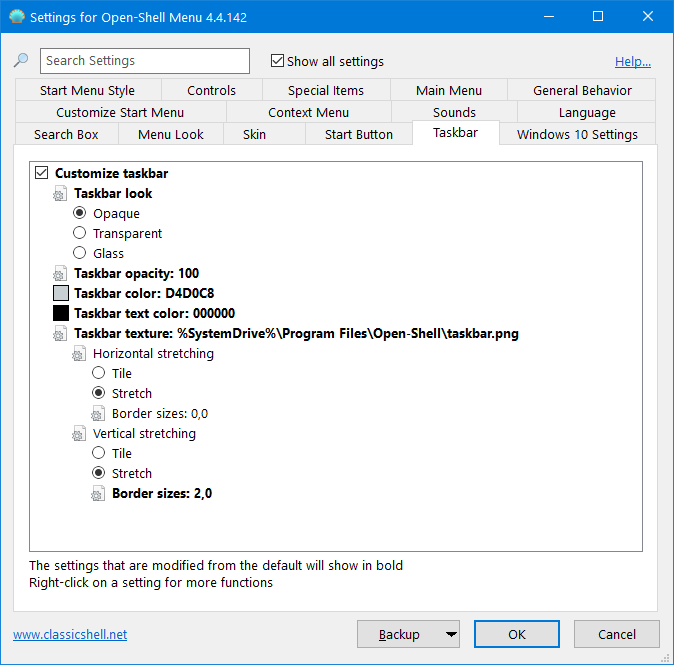 Settings for Open-Shell Menu 4.4.142
Search Settings
Show all settings
Help...
Start Menu Style
Controls
Special Items
Main Menu
General Behavior
Customize Start Menu
Context Menu
Sounds
Language
Search Box
Menu Look
Skin
Start Button
Taskbar
Windows 10 Settings
Customize taskbar
Taskbar look
Opaque
Transparent
Glass
Taskbar opacity: 100
Taskbar color: D4D0C8
Taskbar text color: 000000
Taskbar texture: %SystemDrive%\Program Files\Open-Shell\taskbar.png
Horizontal stretching
Tile
Stretch
Border sizes: 0,0
Vertical stretching
Tile
Stretch
Border sizes: 2,0
The settings that are modified from the default will show in bold
Right-click on a setting for more functions
www.classicshell.net
Backup
OK
Cancel